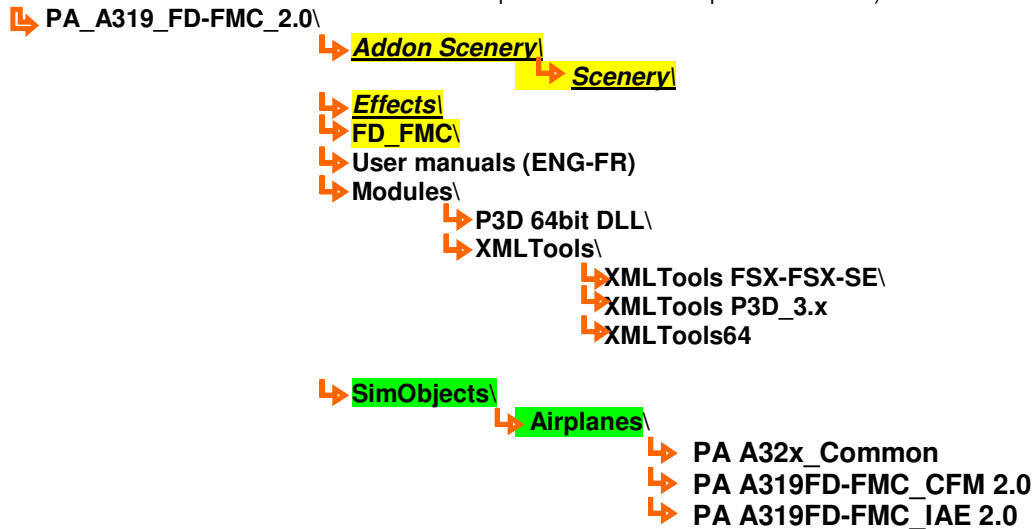 PA_A319_FD-FMC_2.0\
Addon Scenery\
Scenery\
Effects\
FD_FMC\
User manuals (ENG-FR)
Modules\
P3D 64bit DLL\
XMLTools\
XMLTools FSX-FSX-SE\
XMLTools P3D_3.x
XMLTools64
SimObjects\
Airplanes\
PA A32x_Common
PA A319FD-FMC_CFM 2.0
PA A319FD-FMC_IAE 2.0